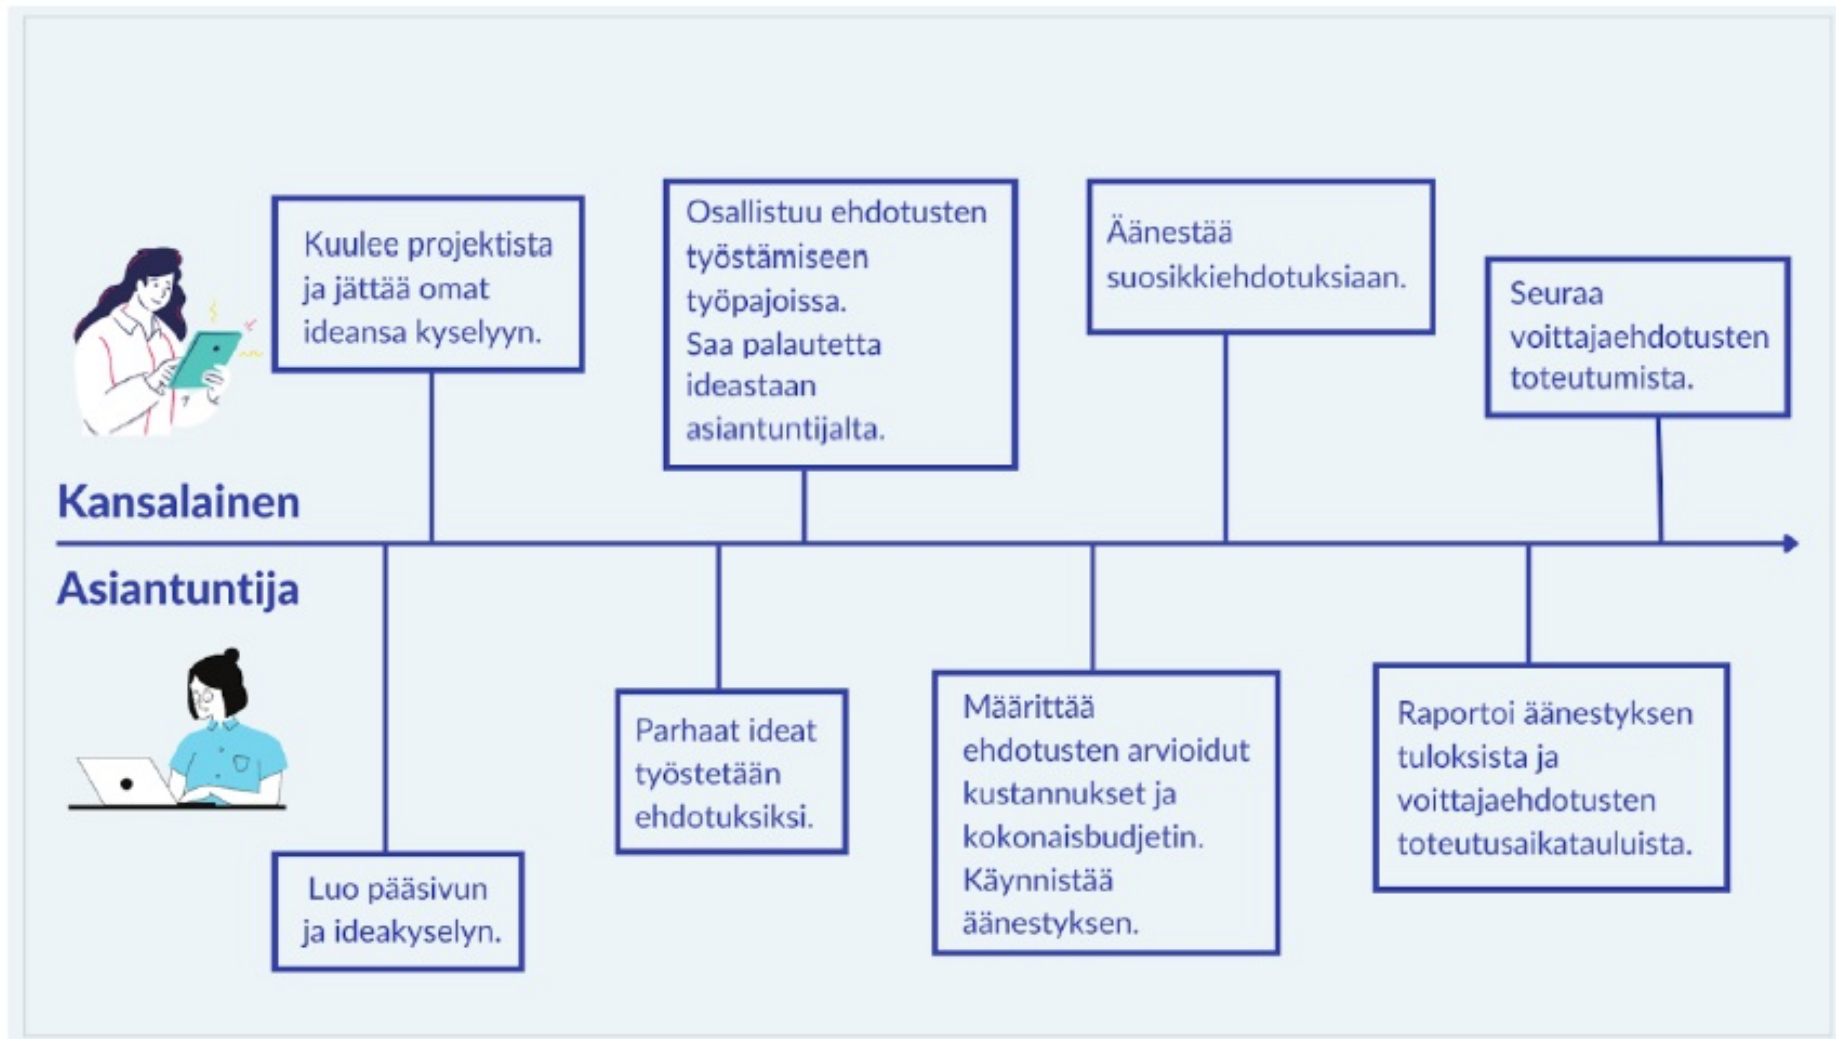 Kuulee projektista
ja jättää omat
ideansa kyselyyn.
Osallistuu ehdotusten
työstämiseen
työpajoissa.
Saa palautetta
ideastaan
asiantuntijalta.
Äänestää
suosikkiehdotuksiaan.
Seuraa
voittajaehdotusten
toteutumista.
Kansalainen
Asiantuntija
Luo pääsivun
ja ideakyselyn.
Parhaat ideat
työstetään
ehdotuksiksi.
Määrittää
ehdotusten arvioidut
kustannukset ja
kokonaisbudjetin.
Käynnistää
äänestyksen.
Raportoi äänestyksen
tuloksista ja
voittajaehdotusten
toteutusaikatauluista.